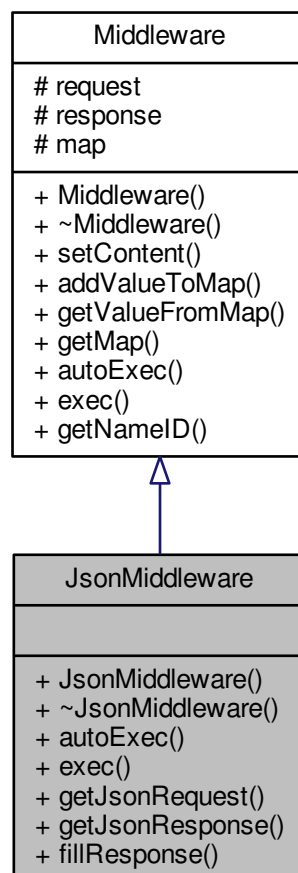 Middleware
# request
# response
# map
+ Middleware()
+ ~Middleware()
+ setContent()
+ addValueToMap()
+ getValueFromMap()
+ getMap()
+ autoExec()
+ exec()
+ getNameID()
JsonMiddleware
+ JsonMiddleware()
+ ~JsonMiddleware()
+ autoExec()
+ exec()
+ getJsonRequest()
+ getJsonResponse()
+ fillResponse()